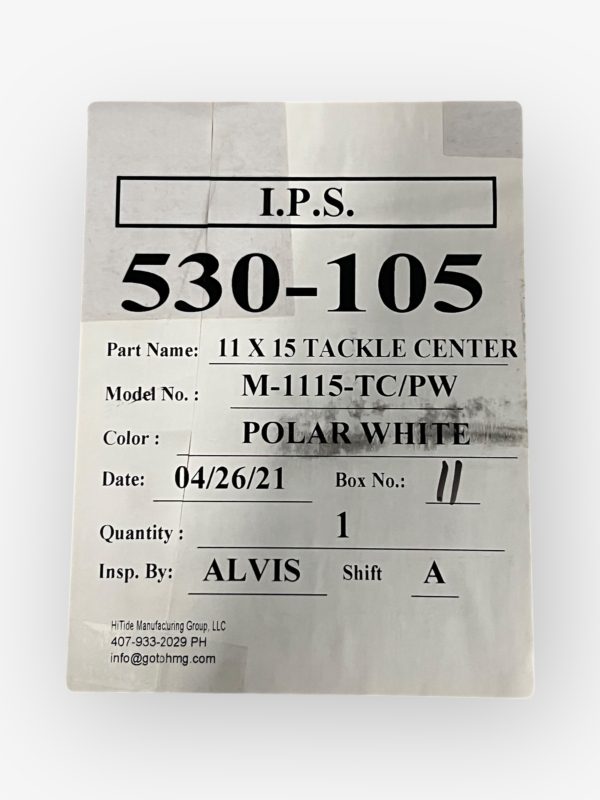 I.P.S.
530-105
Part Name: 11 X 15 TACKLE CENTER
Model No. : M-1115-TC/PW
Color : POLAR WHITE
Date: 04/26/21 Box No.: 11
Quantity : 1
Insp. By: ALVIS Shift A
HiTide Manufacturing Group, LLC
407-933-2029 PH
info@gotohmg.com